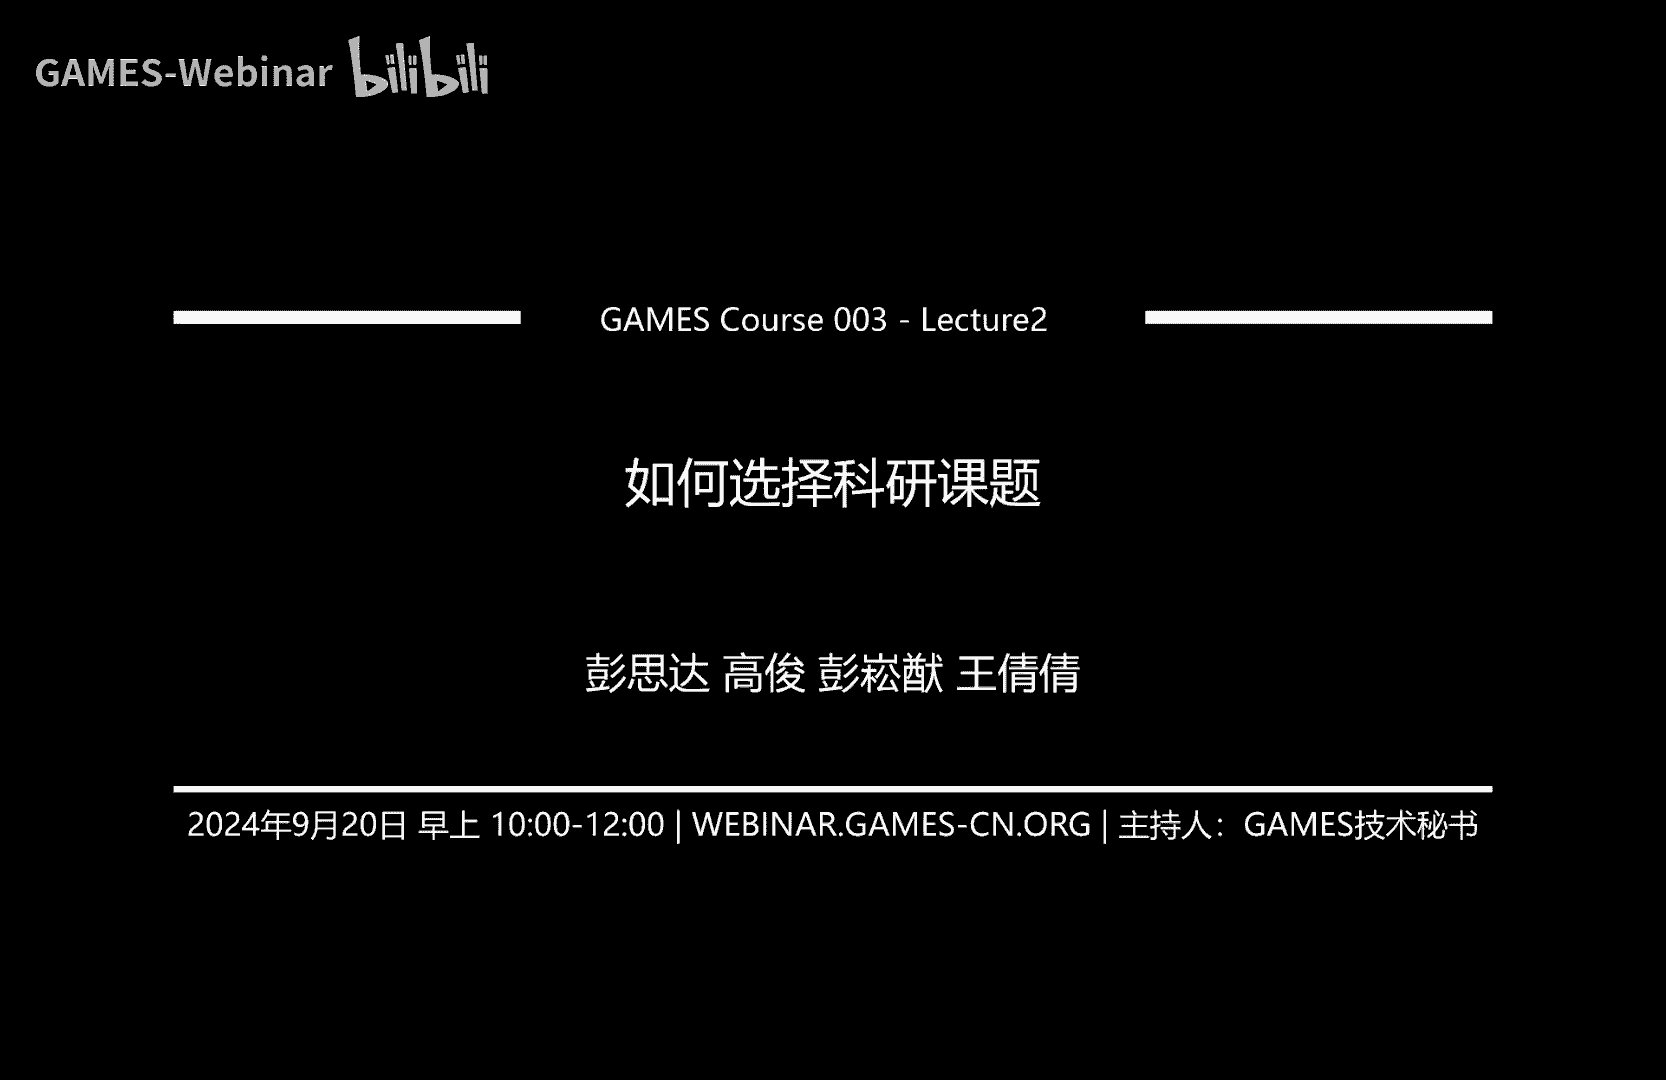 GAMES-Webinar bilibili
GAMES Course 003 - Lecture2
如何选择科研课题
彭思达 高俊 彭崧猷 王倩倩
2024年9月20日 早上 10:00-12:00 | WEBINAR.GAMES-CN.ORG | 主持人：GAMES技术秘书